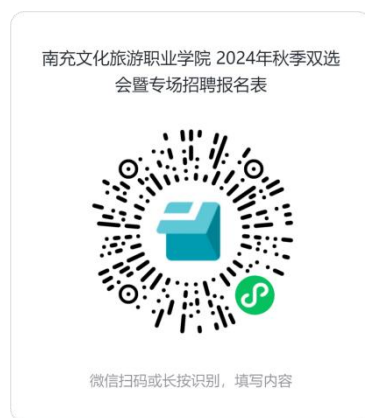 南充文化旅游职业学院 2024年秋季双选
会暨专场招聘报名表
微信扫码或长按识别，填写内容